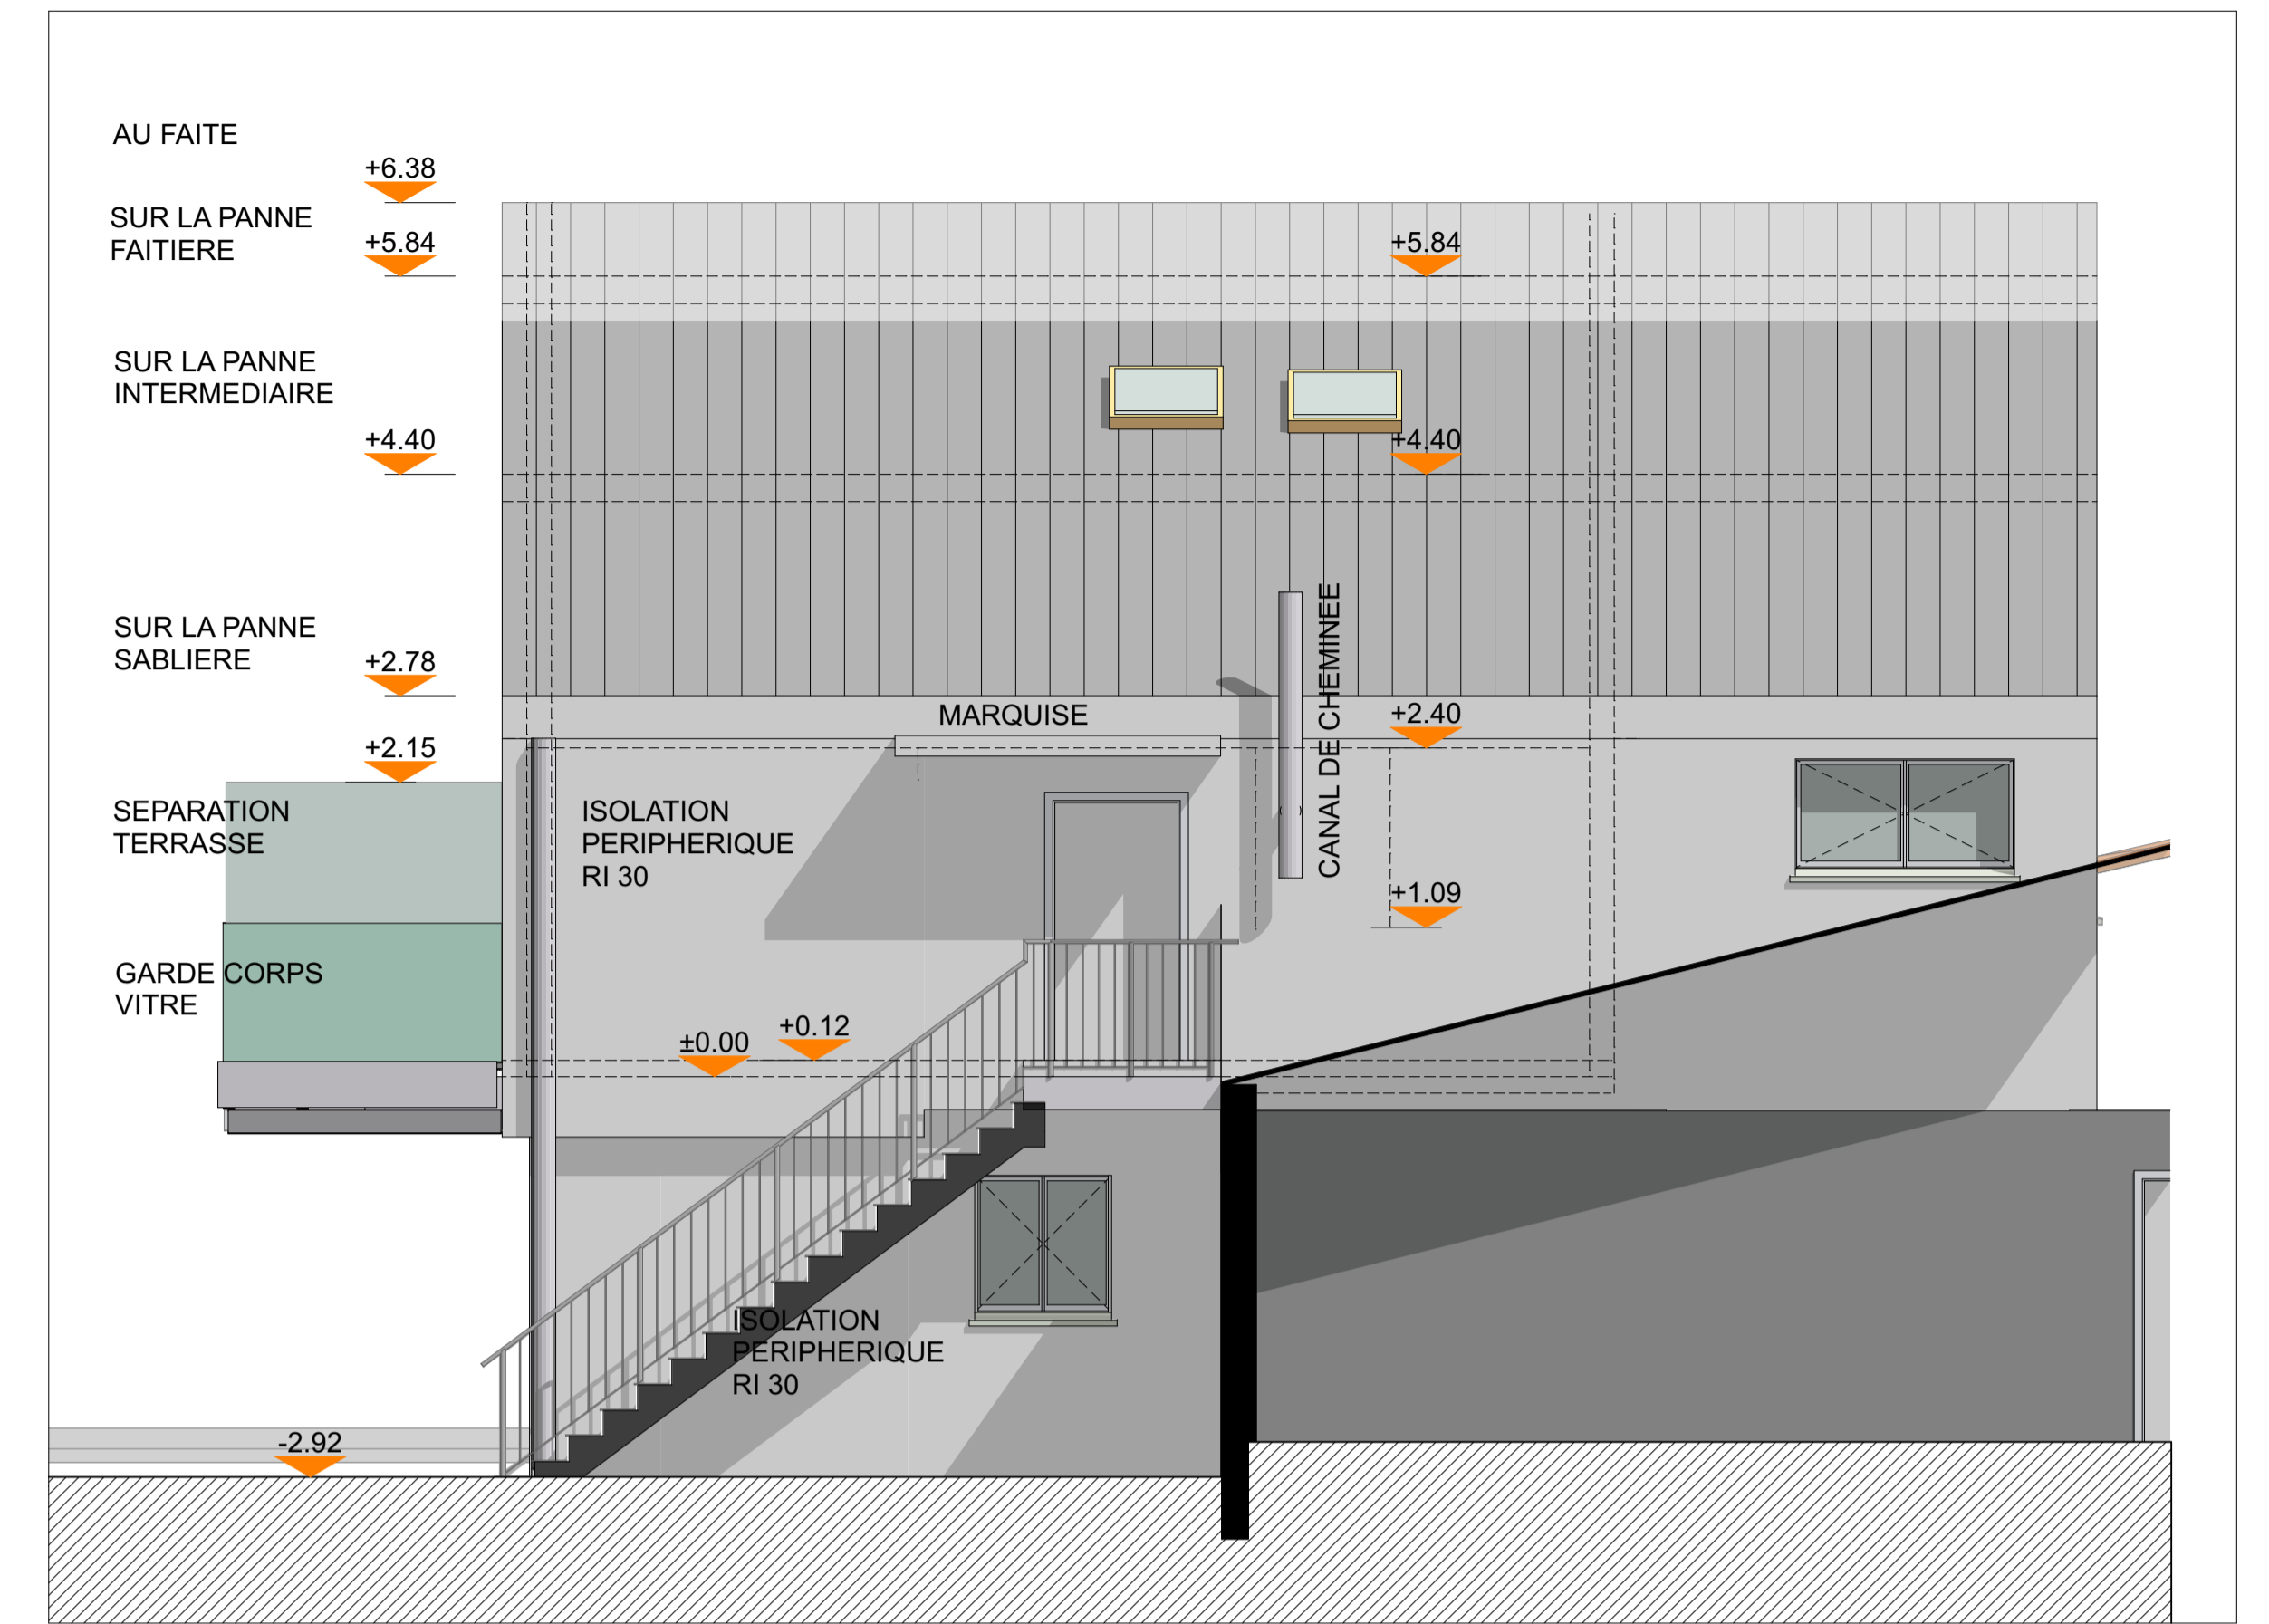 AU FAITE
+6.38
SUR LA PANNE
FAITIERE
+5.84
+5.84
SUR LA PANNE
INTERMEDIAIRE
+4.40
+4.40
SUR LA PANNE
SABLIERE
+2.78
CANAL DE CHEMINEE
MARQUISE
+2.40
+2.15
SEPARATION
TERRASSE
ISOLATION
PERIPHERIQUE
RI 30
+1.09
GARDE CORPS
VITRE
±0.00
+0.12
ISOLATION
PERIPHERIQUE
RI 30
-2.92